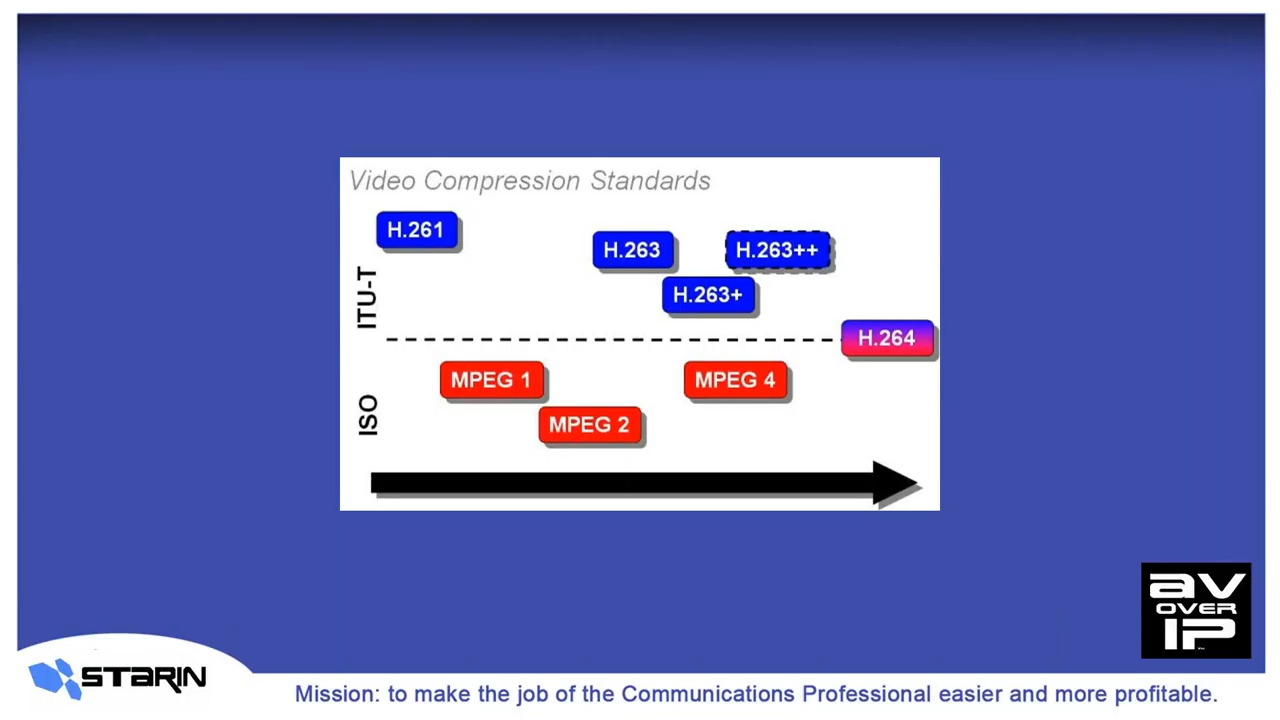 Video Compression Standards
H.261
H.263
H.263++
H.263+
ITU-T
H.264
MPEG 1
MPEG 4
MPEG 2
ISO
av
OVER
IP
STARIN
Mission: to make the job of the Communications Professional easier and more profitable.